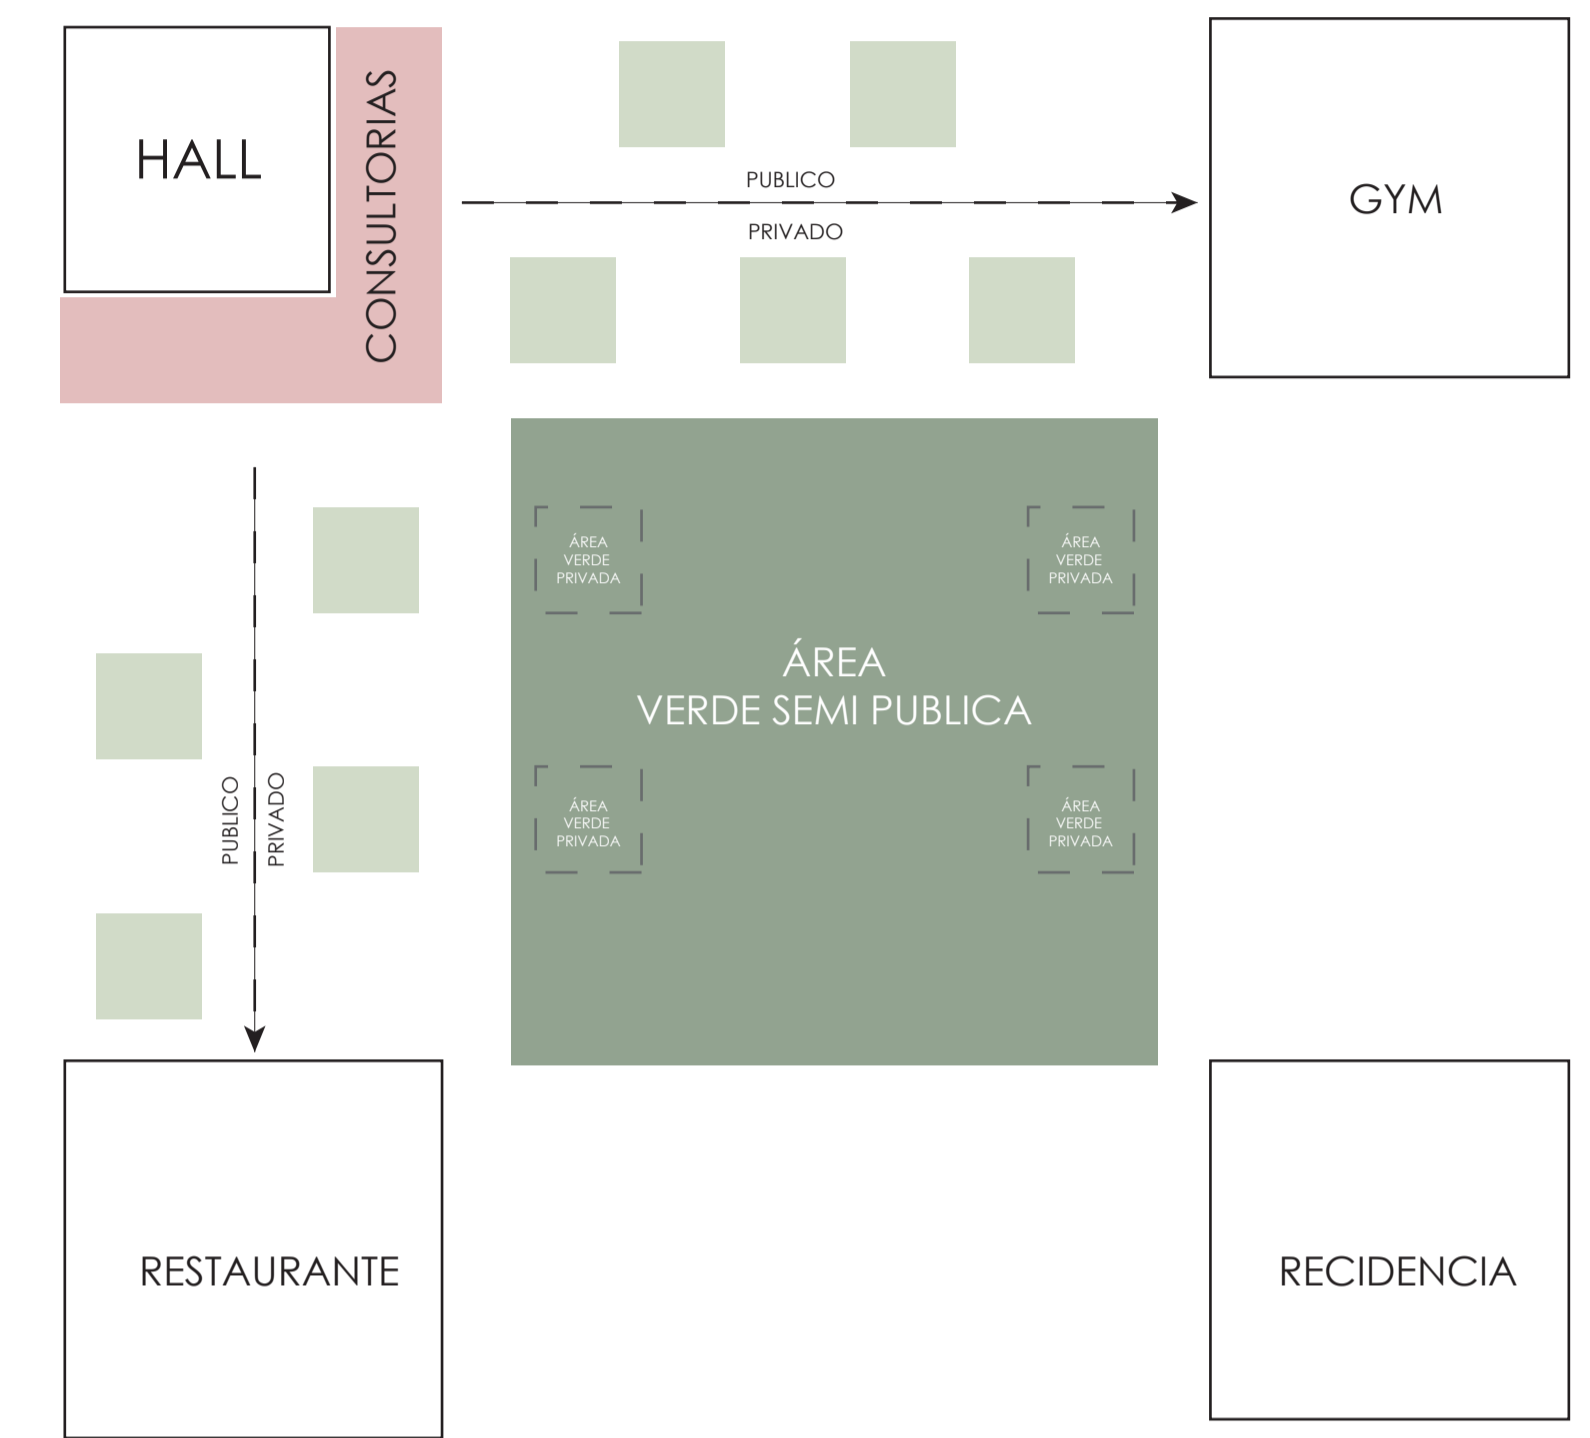 HALL
CONSULTORIAS
PUBLICO
PRIVADO
GYM
ÁREA
VERDE
PRIVADA
ÁREA
VERDE
PRIVADA
ÁREA
VERDE SEMI PUBLICA
PUBLICO
PRIVADO
ÁREA
VERDE
PRIVADA
ÁREA
VERDE
PRIVADA
RESTAURANTE
RECIDENCIA